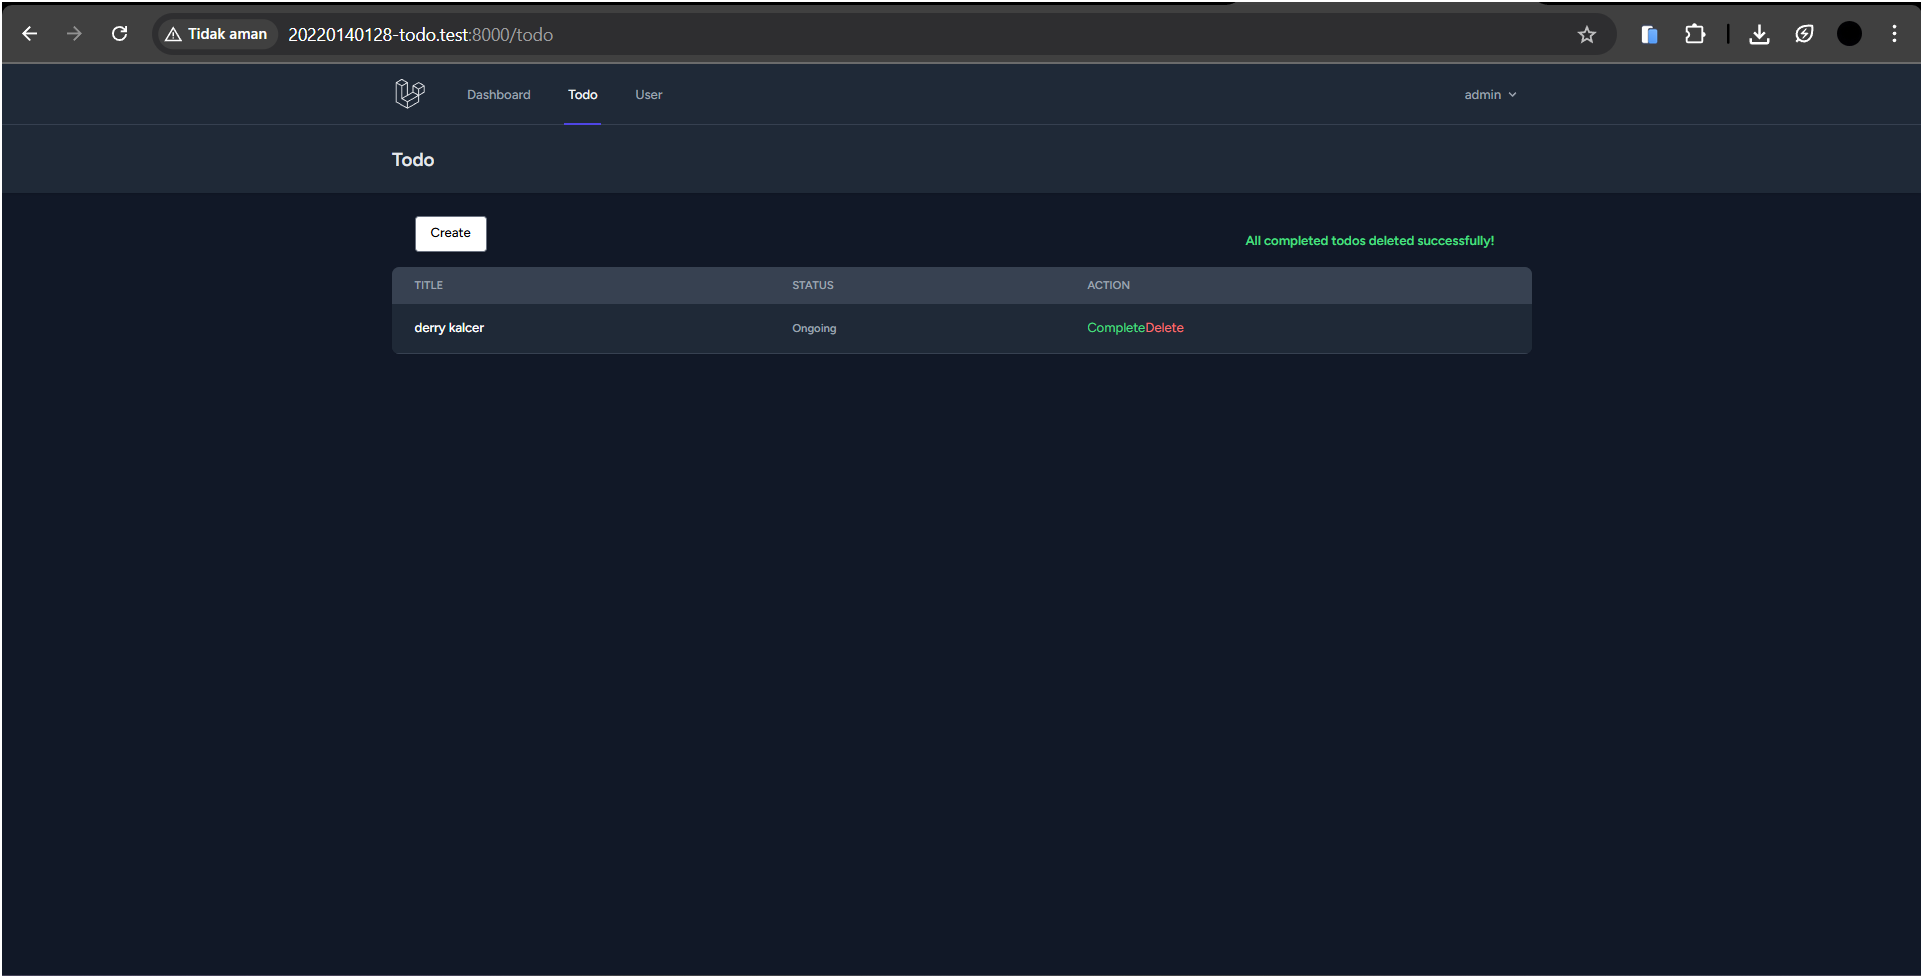 Tidak aman 20220140128-todo.test:8000/todo
Dashboard Todo User admin
Todo
Create All completed todos deleted successfully!
TITLE STATUS ACTION
derry kalcer Ongoing CompleteDelete